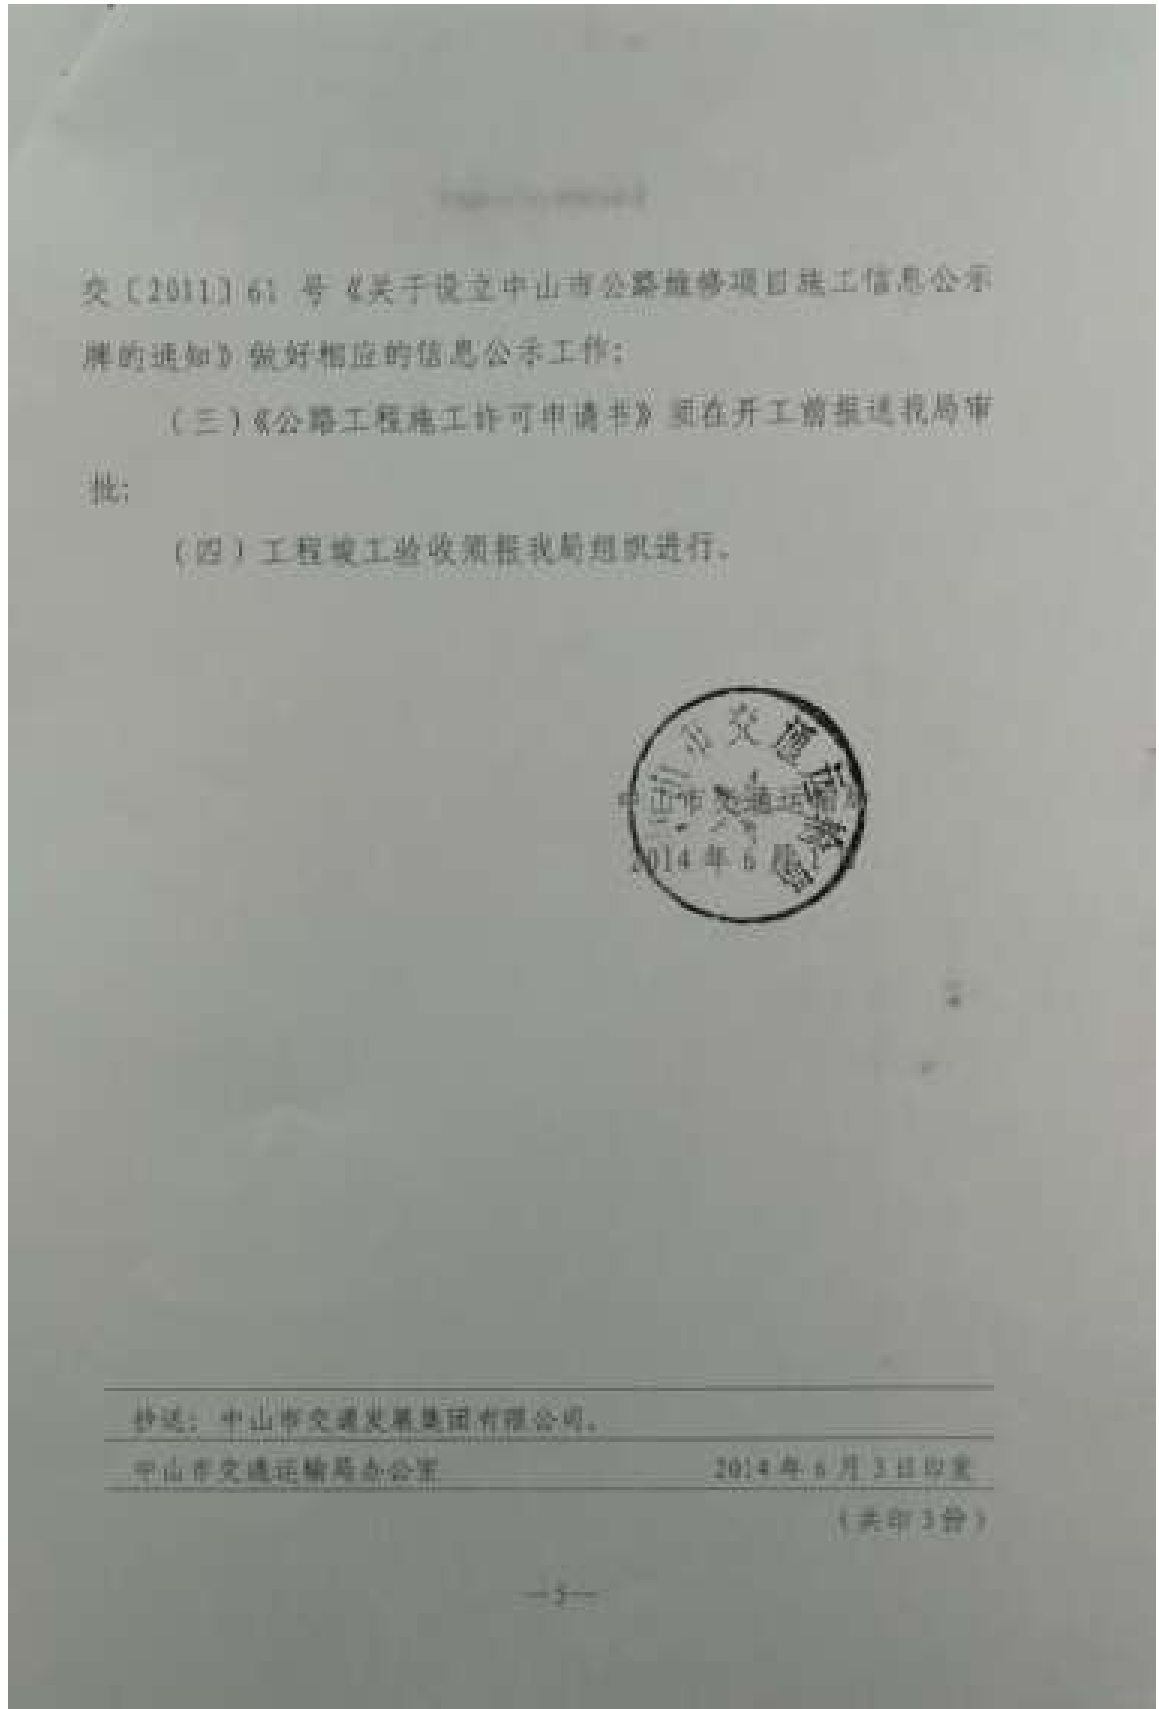 交〔2011〕61 号《关于设立中山市公路维修项目施工信息公示
牌的通知》做好相应的信息公示工作；
（三）《公路工程施工许可申请书》须在开工前报送我局审
批；
（四）工程竣工验收须报我局组织进行。
市交通运输局
中山市交通运输
2014 年 6 月
抄送：中山市交通发展集团有限公司。
中山市交通运输局办公室 2014 年 6 月 3 日印发
（共印 3 份）